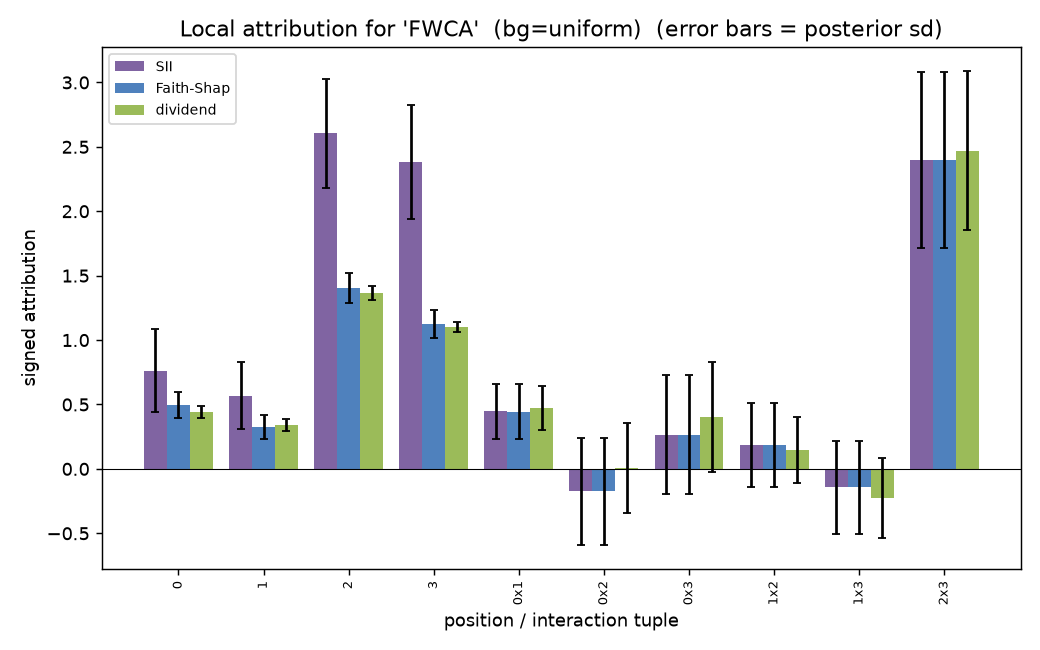 Local attribution for 'FWCA'  (bg=uniform)  (error bars = posterior sd)
SII
Faith-Shap
dividend
signed attribution
3.0
2.5
2.0
1.5
1.0
0.5
0.0
−0.5
0
1
2
3
0x1
0x2
0x3
1x2
1x3
2x3
position / interaction tuple